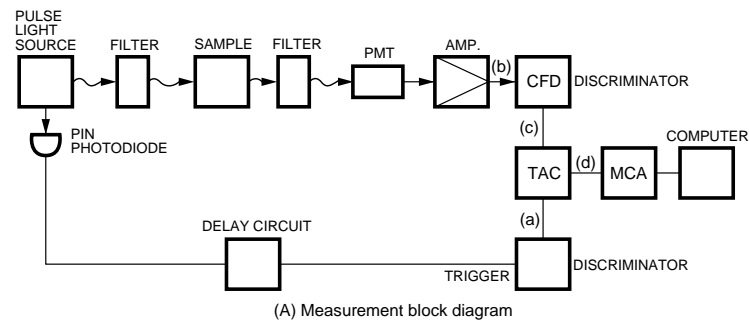 PULSE
LIGHT
SOURCE
FILTER
SAMPLE
FILTER
PMT
AMP.
(b)
CFD
DISCRIMINATOR
PIN
PHOTODIODE
(c)
COMPUTER
TAC
(d)
MCA
(a)
DELAY CIRCUIT
TRIGGER
DISCRIMINATOR
(A) Measurement block diagram